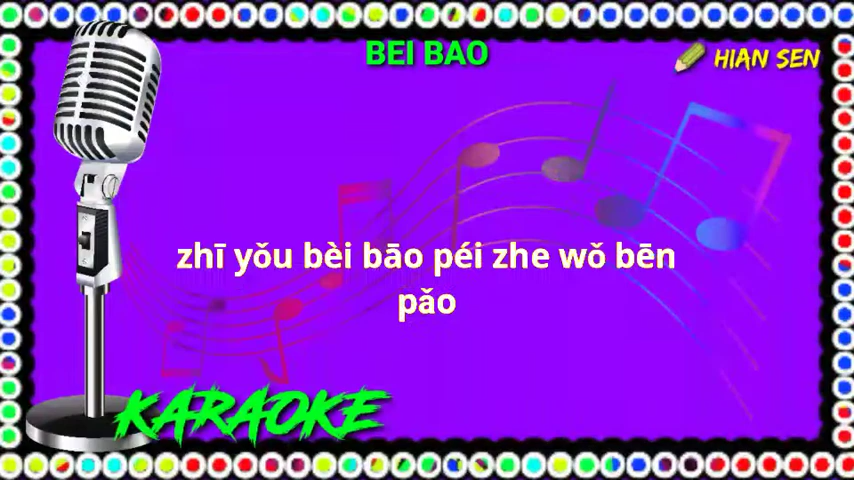 BEI BAO
HIAN SEN
zhī yǒu bèi bāo péi zhe wǒ bēn
pǎo
KARAOKE